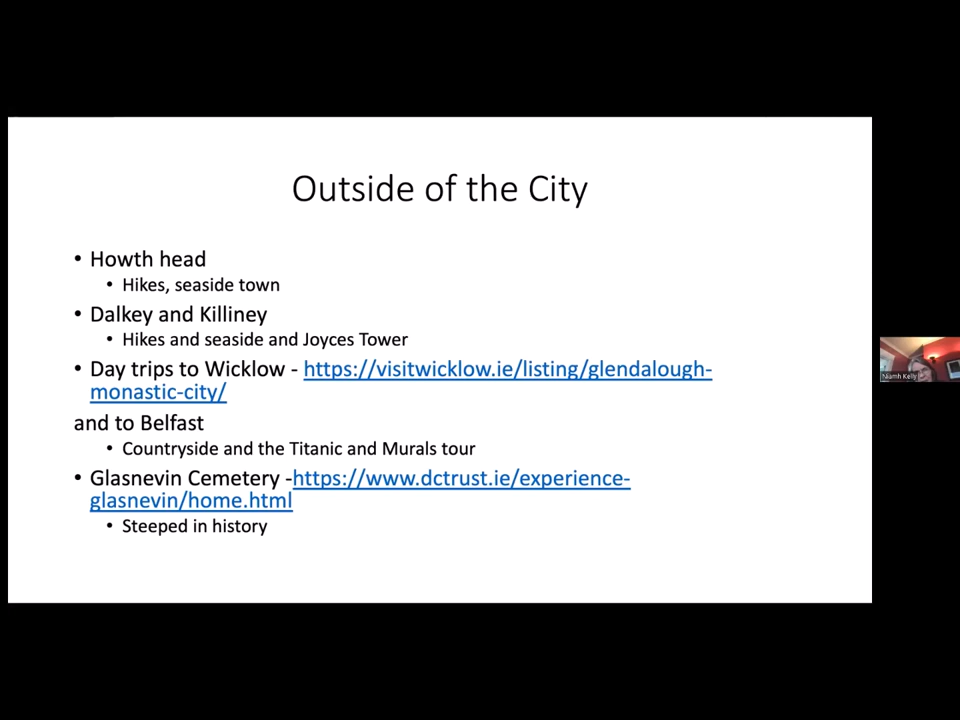 Outside of the City
• Howth head
• Hikes, seaside town
• Dalkey and Killiney
• Hikes and seaside and Joyces Tower
• Day trips to Wicklow - https://visitwicklow.ie/listing/glendalough-
monastic-city/
and to Belfast
• Countryside and the Titanic and Murals tour
• Glasnevin Cemetery -https://www.dctrust.ie/experience-
glasnevin/home.html
• Steeped in history
Niamh Kelly